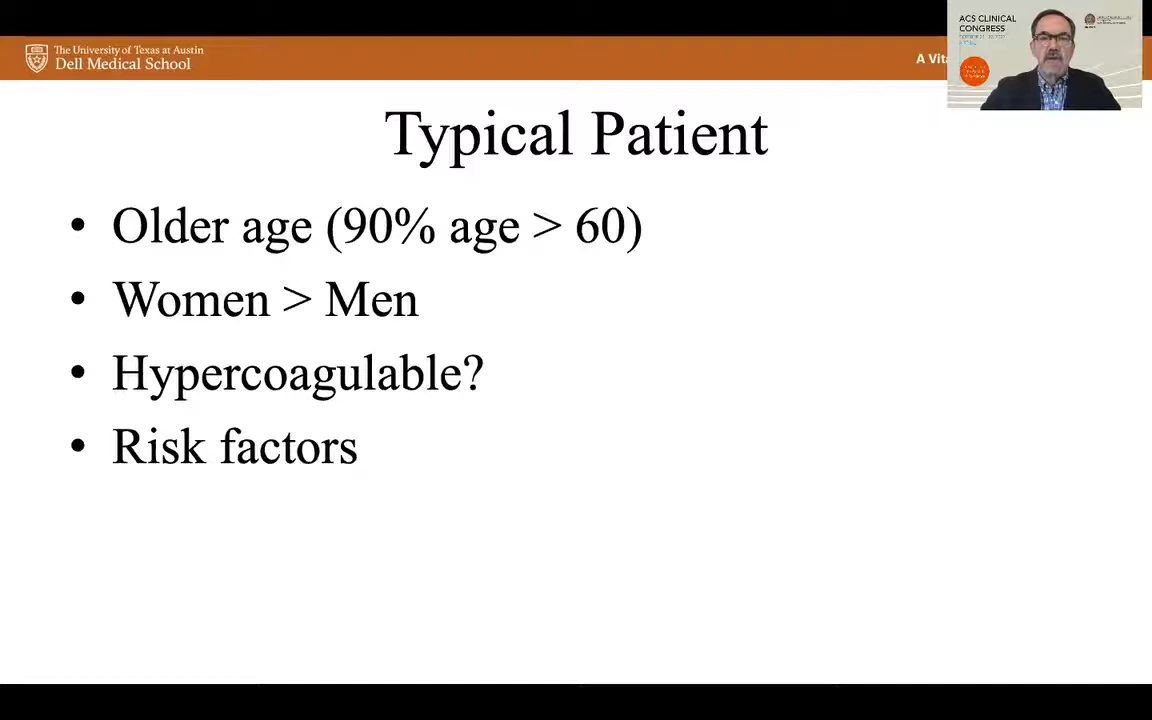 The University of Texas at Austin
Dell Medical School
A Vita
ACS CLINICAL
CONGRESS
Typical Patient
• Older age (90% age > 60)
• Women > Men
• Hypercoagulable?
• Risk factors